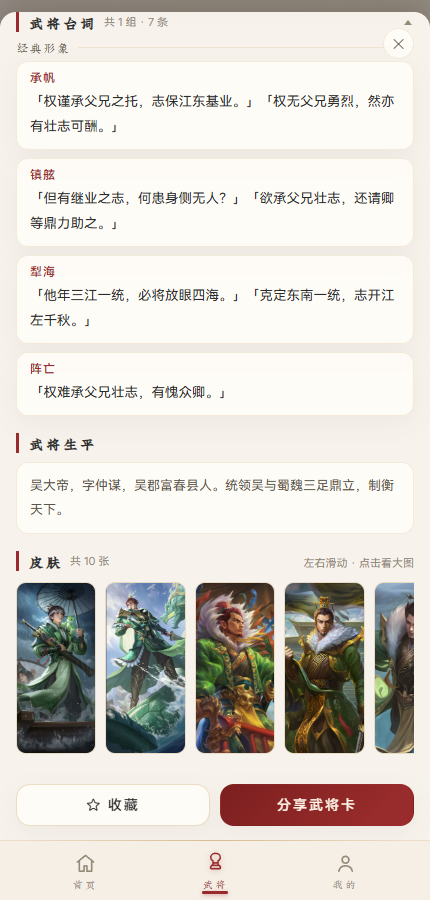 武将台词 共 1 组 · 7 条
经典形象
承帆
「权谨承父兄之托，志保江东基业。」「权无父兄勇烈，然亦
有壮志可酬。」
镇舷
「但有继业之志，何患身侧无人？」「欲承父兄壮志，还请卿
等鼎力助之。」
犁海
「他年三江一统，必将放眼四海。」「克定东南一统，志开江
左千秋。」
阵亡
「权难承父兄壮志，有愧众卿。」
武将生平
吴大帝，字仲谋，吴郡富春县人。统领吴与蜀魏三足鼎立，制衡
天下。
皮肤 共 10 张 左右滑动 · 点击看大图
收藏 分享武将卡
首页 武将 我的